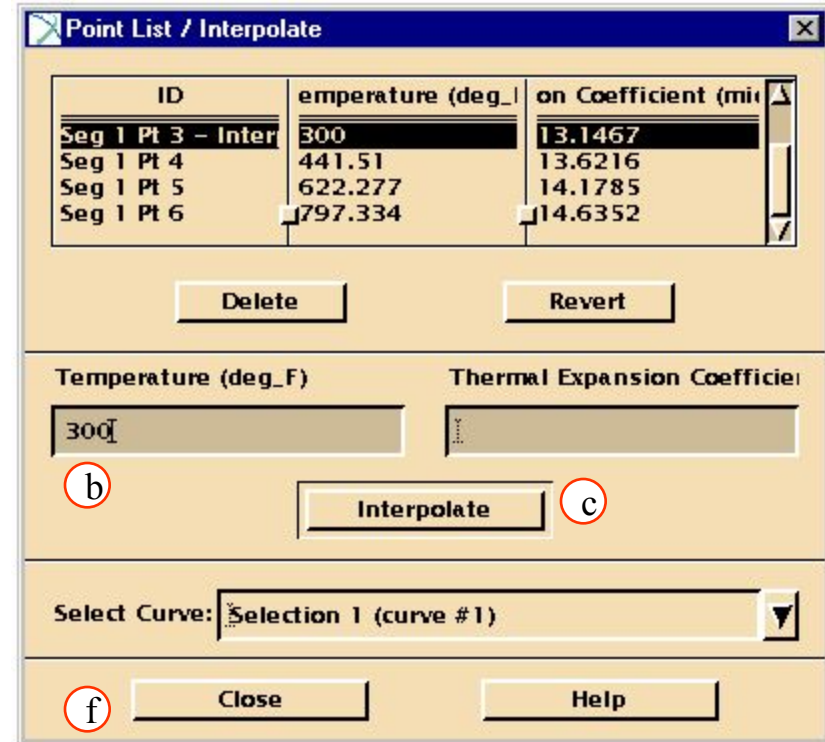 Point List / Interpolate
ID emperature (deg_ on Coefficient (mi
Seg 1 Pt 3 – Inter 300 13.1467
Seg 1 Pt 4 441.51 13.6216
Seg 1 Pt 5 622.277 14.1785
Seg 1 Pt 6 797.334 14.6352
Delete Revert
Temperature (deg_F) Thermal Expansion Coefficie
300
b
Interpolate c
Select Curve: Selection 1 (curve #1)
f Close Help